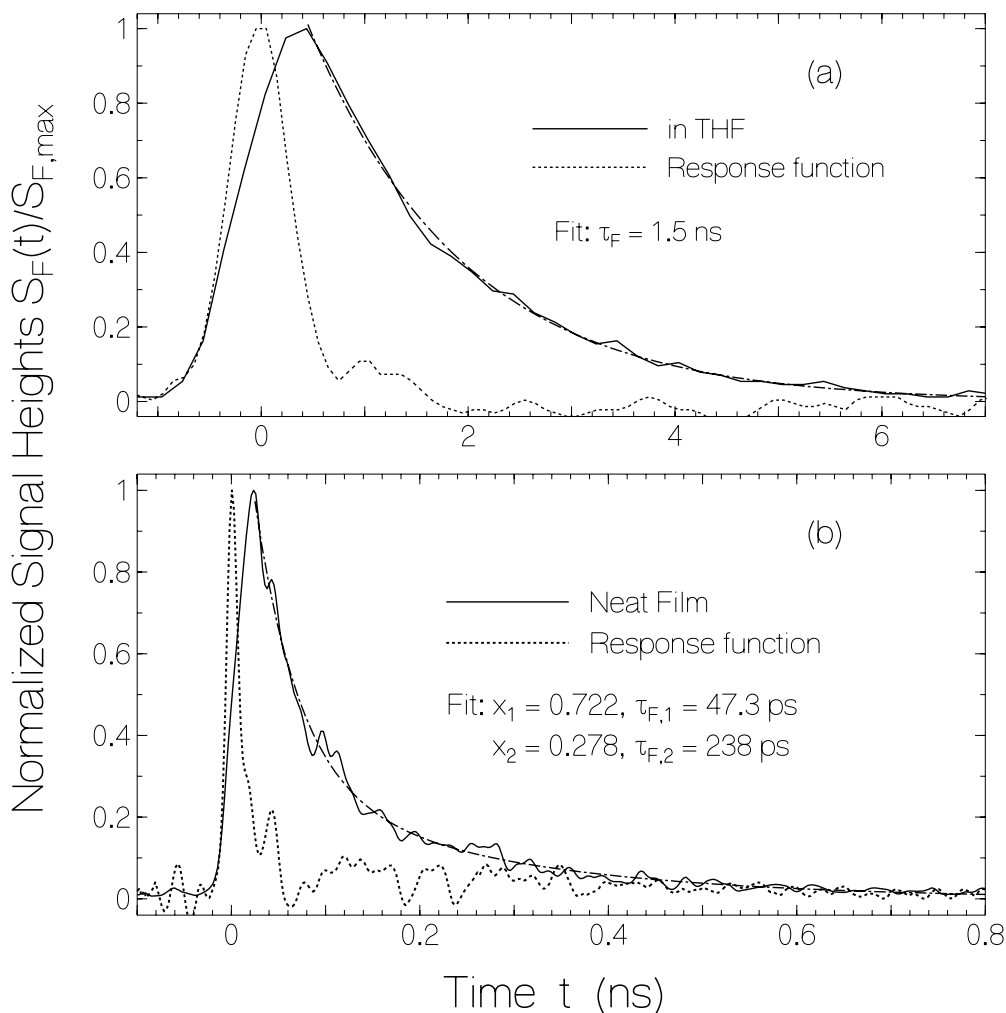 Normalized Signal Heights S_F(t)/S_F,max
1
0.8
0.6
0.4
0.2
0
(a)
in THF
Response function
Fit: τ_F = 1.5 ns
0 2 4 6
1
0.8
0.6
0.4
0.2
0
(b)
Neat Film
Response function
Fit: x_1 = 0.722, τ_F,1 = 47.3 ps
x_2 = 0.278, τ_F,2 = 238 ps
0 0.2 0.4 0.6 0.8
Time t (ns)